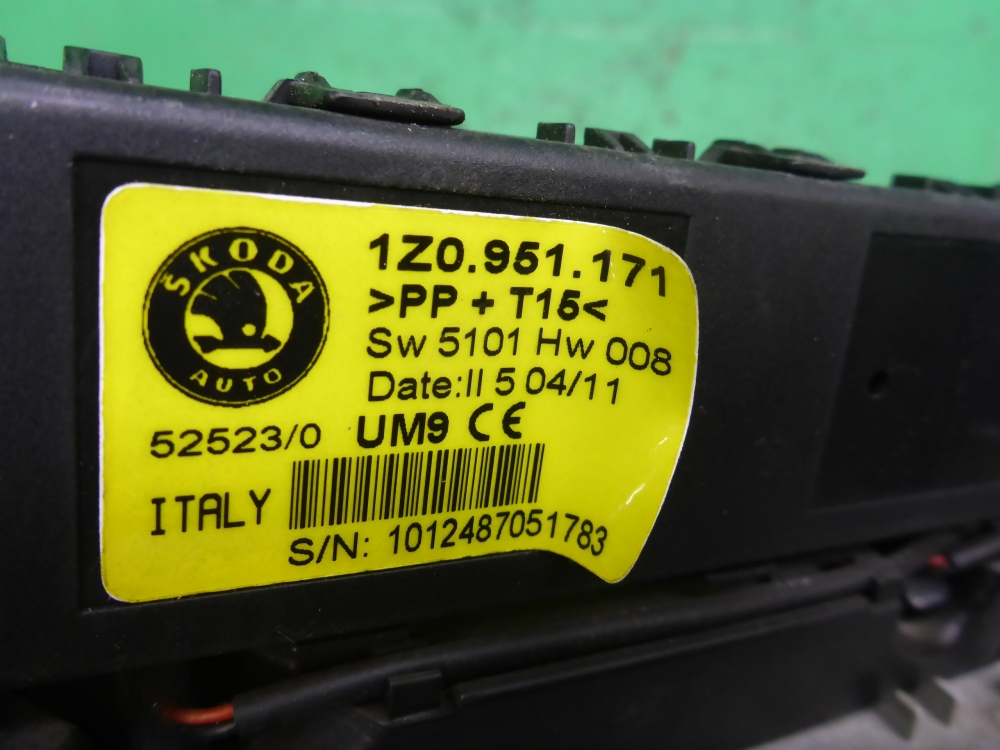 ŠKODA
AUTO
1Z0.951.171
>PP + T15<
Sw 5101 Hw 008
Date:II 5 04/11
52523/0 UM9 CE
ITALY
S/N: 1012487051783